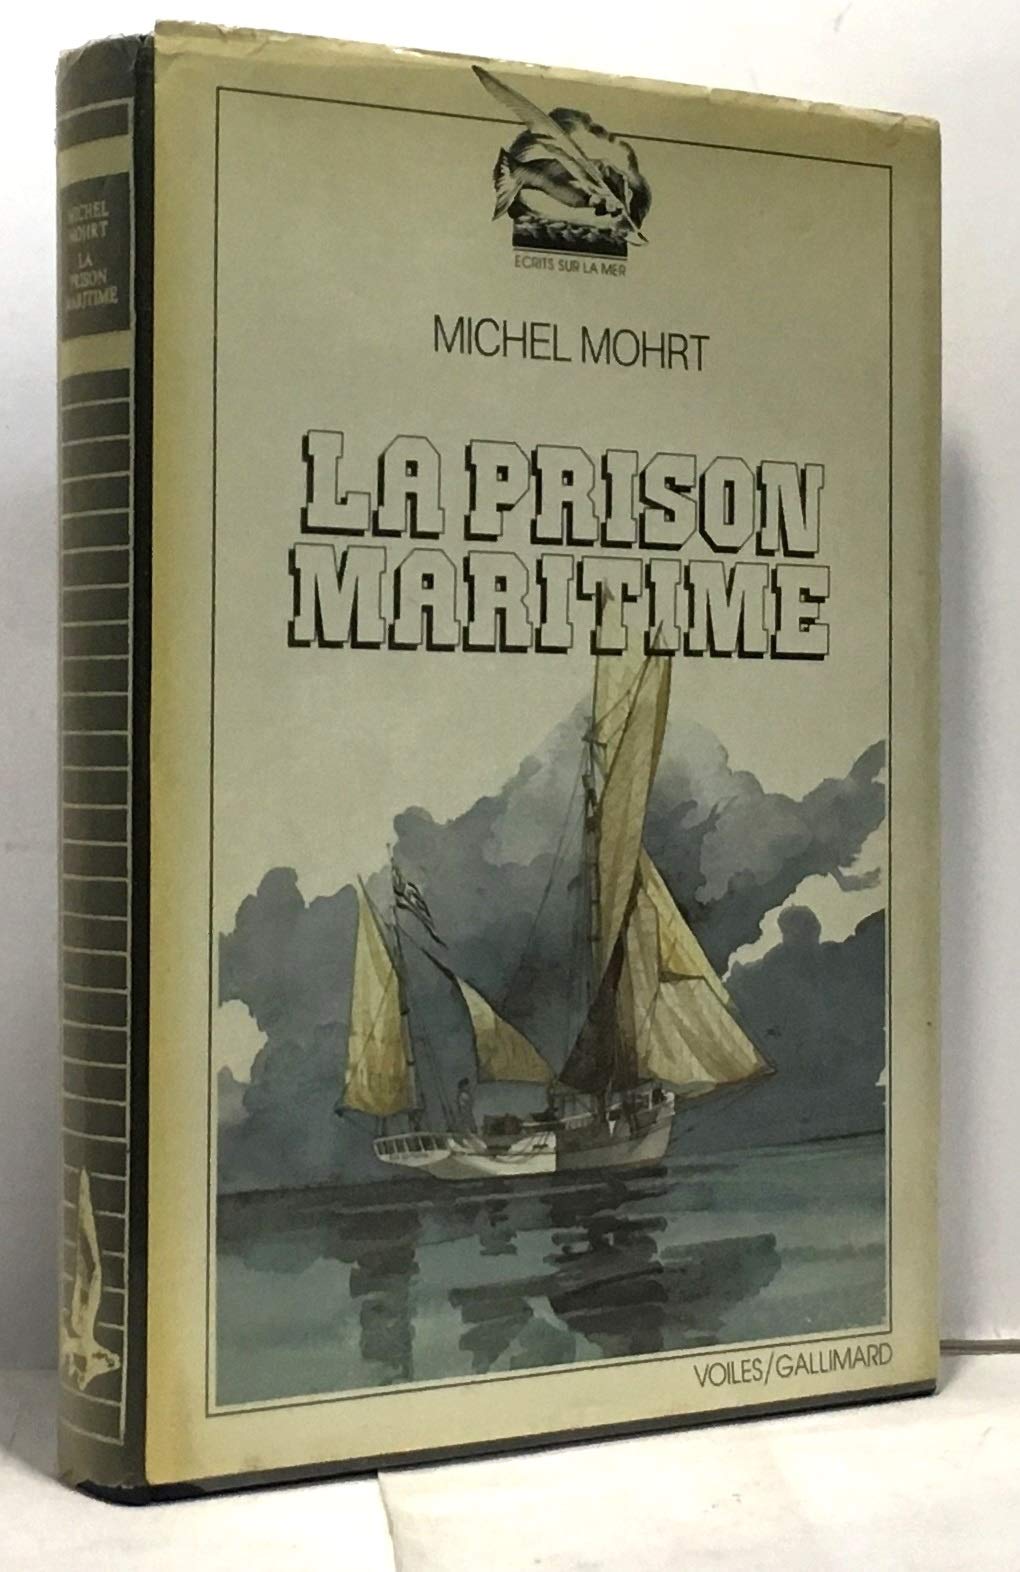 MICHEL
MOHRT
LA
PRISON
MARITIME
ECRITS SUR LA MER
MICHEL MOHRT
LA PRISON
MARITIME
VOILES/GALLIMARD